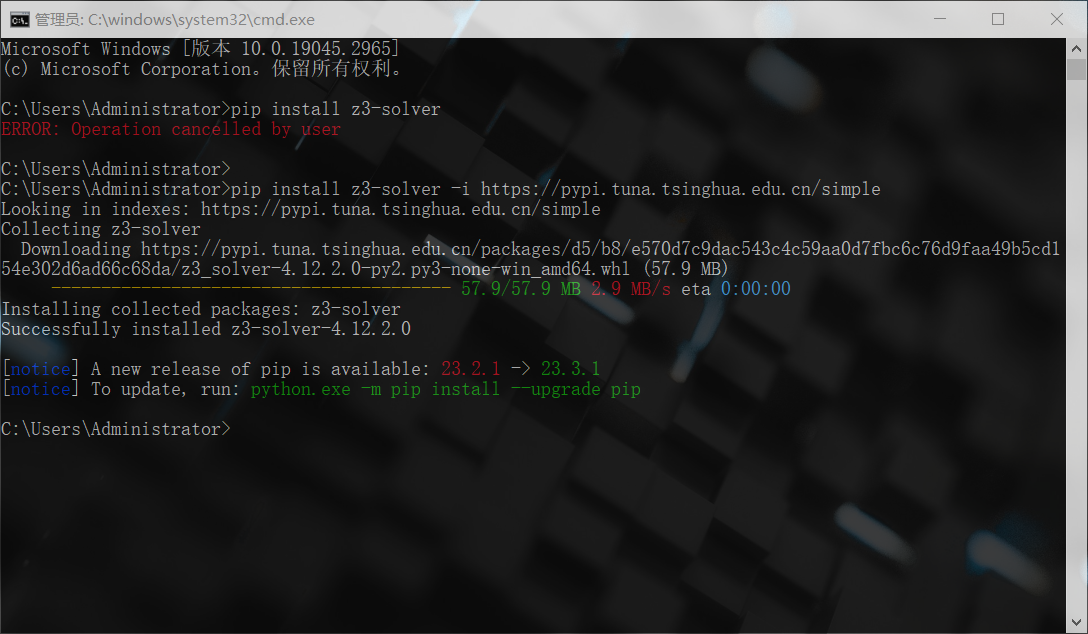 管理员: C:\windows\system32\cmd.exe
Microsoft Windows [版本 10.0.19045.2965]
(c) Microsoft Corporation。保留所有权利。
C:\Users\Administrator>pip install z3-solver
ERROR: Operation cancelled by user
C:\Users\Administrator>
C:\Users\Administrator>pip install z3-solver -i https://pypi.tuna.tsinghua.edu.cn/simple
Looking in indexes: https://pypi.tuna.tsinghua.edu.cn/simple
Collecting z3-solver
  Downloading https://pypi.tuna.tsinghua.edu.cn/packages/d5/b8/e570d7c9dac543c4c59aa0d7fbc6c76d9faa49b5cd1
54e302d6ad66c68da/z3_solver-4.12.2.0-py2.py3-none-win_amd64.whl (57.9 MB)
     ---------------------------------------- 57.9/57.9 MB 2.9 MB/s eta 0:00:00
Installing collected packages: z3-solver
Successfully installed z3-solver-4.12.2.0
[notice] A new release of pip is available: 23.2.1 -> 23.3.1
[notice] To update, run: python.exe -m pip install --upgrade pip
C:\Users\Administrator>